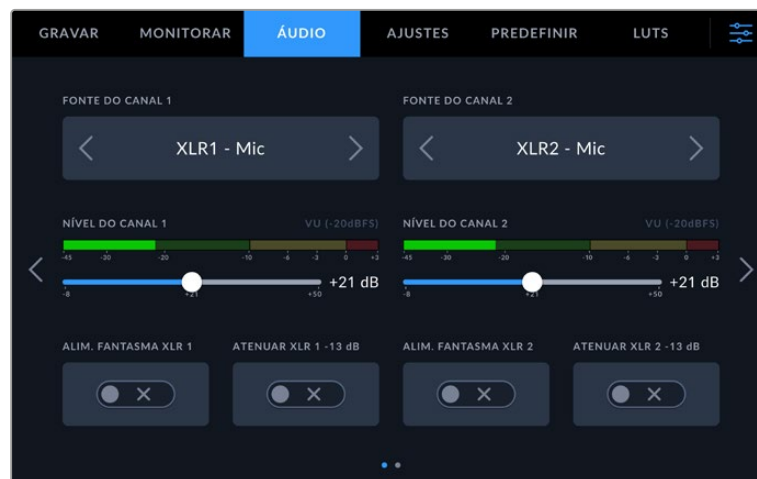 GRAVAR MONITORAR ÁUDIO AJUSTES PREDEFINIR LUTS
FONTE DO CANAL 1 FONTE DO CANAL 2
XLR1 - Mic XLR2 - Mic
NÍVEL DO CANAL 1 VU (-20dBFS) NÍVEL DO CANAL 2 VU (-20dBFS)
-45 -30 -20 -10 -6 -3 0 +3 -45 -30 -20 -10 -6 -3 0 +3
+21 dB +21 dB
-8 +21 +50 -8 +21 +50
ALIM. FANTASMA XLR 1 ATENUAR XLR 1 -13 dB ALIM. FANTASMA XLR 2 ATENUAR XLR 2 -13 dB